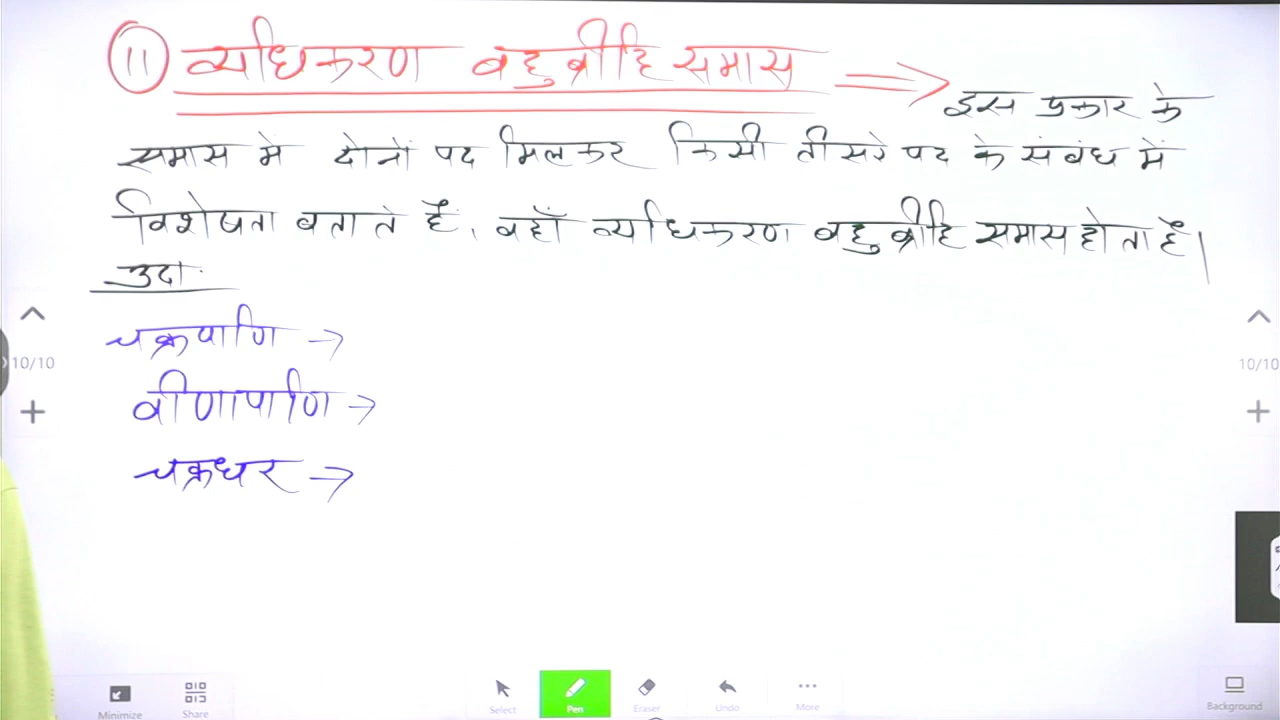 (11) व्यधिकरण बहुब्रीहि समास ⇒ इस प्रकार के
समास में दोनों पद मिलकर किसी तीसरे पद के संबंध में
विशेषता बताते हैं, वहाँ व्यधिकरण बहुब्रीहि समास होता है।
उदा.
चक्रपाणि →
वीणापाणि →
चक्रधर →
10/10
10/10
Minimize
Share
Select
Pen
Eraser
Undo
More
Background